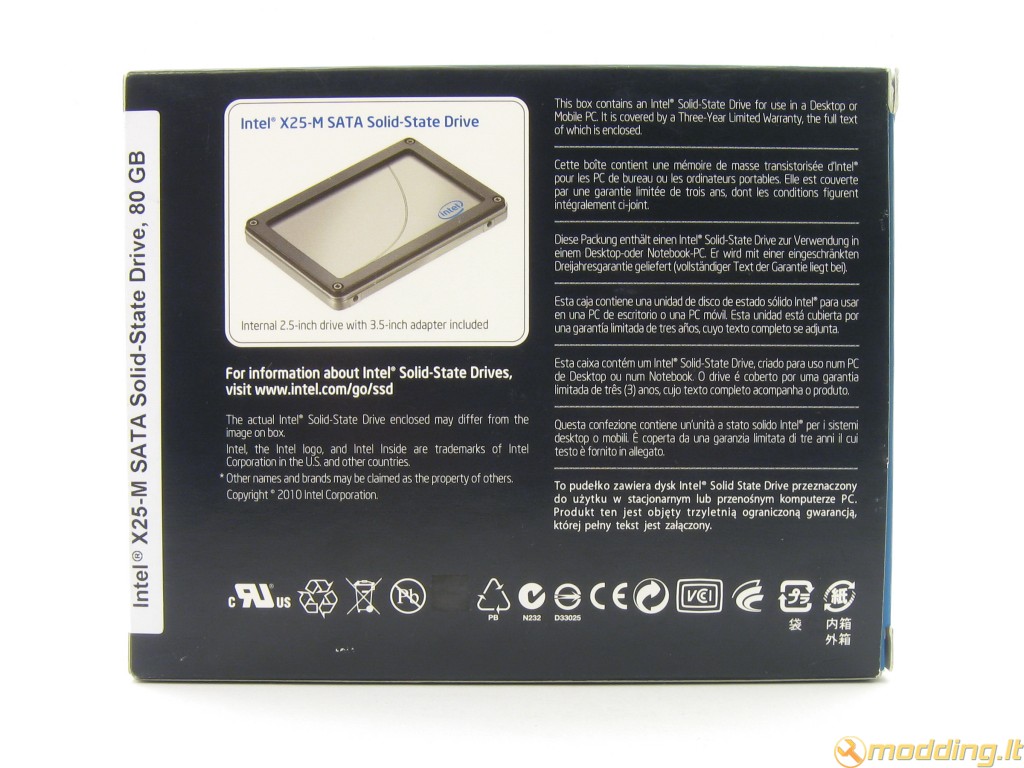 Intel® X25-M SATA Solid-State Drive, 80 GB
Intel® X25-M SATA Solid-State Drive
intel
Internal 2.5-inch drive with 3.5-inch adapter included
For information about Intel® Solid-State Drives,
visit www.intel.com/go/ssd
The actual Intel® Solid-State Drive enclosed may differ from the
image on box.
Intel, the Intel logo, and Intel Inside are trademarks of Intel
Corporation in the U.S. and other countries.
* Other names and brands may be claimed as the property of others.
Copyright © 2010 Intel Corporation.
This box contains an Intel® Solid-State Drive for use in a Desktop or
Mobile PC. It is covered by a Three-Year Limited Warranty, the full text
of which is enclosed.
Cette boîte contient une mémoire de masse transistorisée d'Intel®
pour les PC de bureau ou les ordinateurs portables. Elle est couverte
par une garantie limitée de trois ans, dont les conditions figurent
intégralement ci-joint.
Diese Packung enthält einen Intel® Solid-State Drive zur Verwendung in
einem Desktop-oder Notebook-PC. Er wird mit einer eingeschränkten
Dreijahresgarantie geliefert (vollständiger Text der Garantie liegt bei).
Esta caja contiene una unidad de disco de estado sólido Intel® para usar
en una PC de escritorio o una PC móvil. Esta unidad está cubierta por
una garantía limitada de tres años, cuyo texto completo se adjunta.
Esta caixa contém um Intel® Solid-State Drive, criado para uso num PC
de Desktop ou num Notebook. O drive é coberto por uma garantia
limitada de três (3) anos, cujo texto completo acompanha o produto.
Questa confezione contiene un'unità a stato solido Intel® per i sistemi
desktop o mobili. È coperta da una garanzia limitata di tre anni il cui
testo è fornito in allegato.
To pudełko zawiera dysk Intel® Solid State Drive przeznaczony
do użytku w stacjonarnym lub przenośnym komputerze PC.
Produkt ten jest objęty trzyletnią ograniczoną gwarancją,
której pełny tekst jest załączony.
c RU US Pb PB N232 D33025 CE VCCI プラ 紙
袋 内箱
外箱
modding.lt